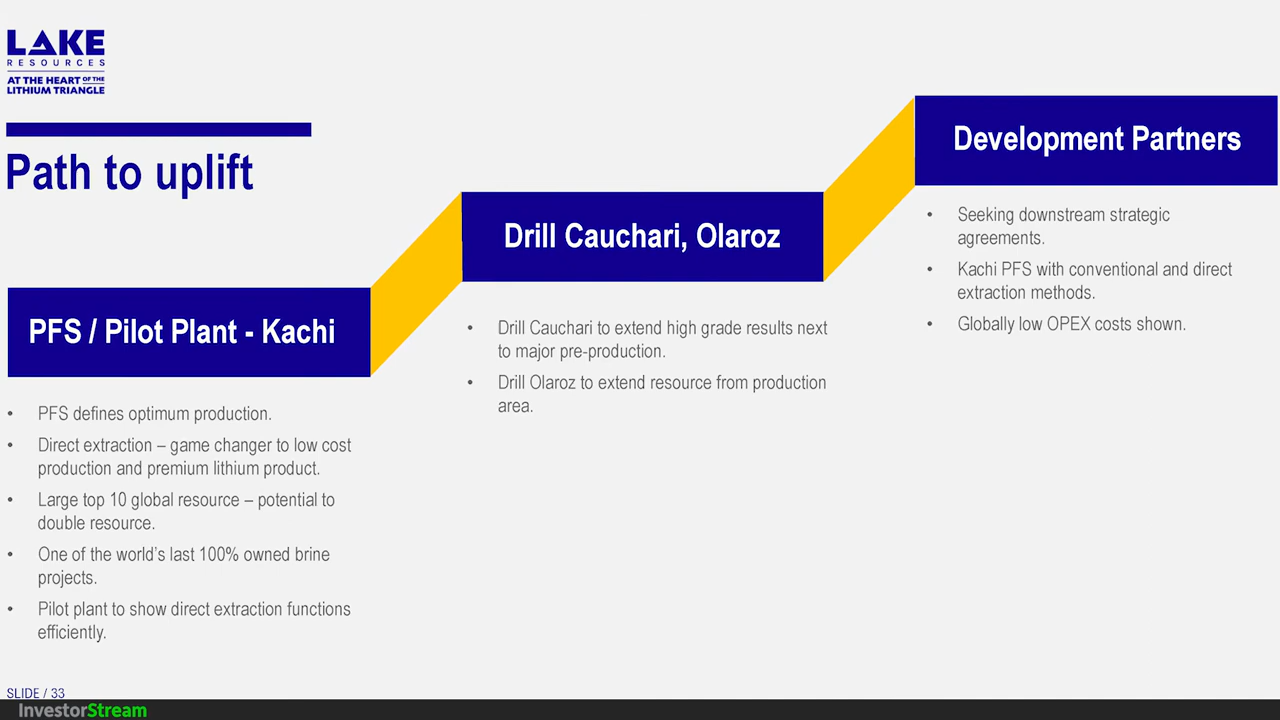 LAKE
RESOURCES
AT THE HEART OF THE
LITHIUM TRIANGLE
Path to uplift
PFS / Pilot Plant - Kachi
• PFS defines optimum production.
• Direct extraction – game changer to low cost
production and premium lithium product.
• Large top 10 global resource – potential to
double resource.
• One of the world's last 100% owned brine
projects.
• Pilot plant to show direct extraction functions
efficiently.
Drill Cauchari, Olaroz
• Drill Cauchari to extend high grade results next
to major pre-production.
• Drill Olaroz to extend resource from production
area.
Development Partners
• Seeking downstream strategic
agreements.
• Kachi PFS with conventional and direct
extraction methods.
• Globally low OPEX costs shown.
SLIDE / 33
InvestorStream